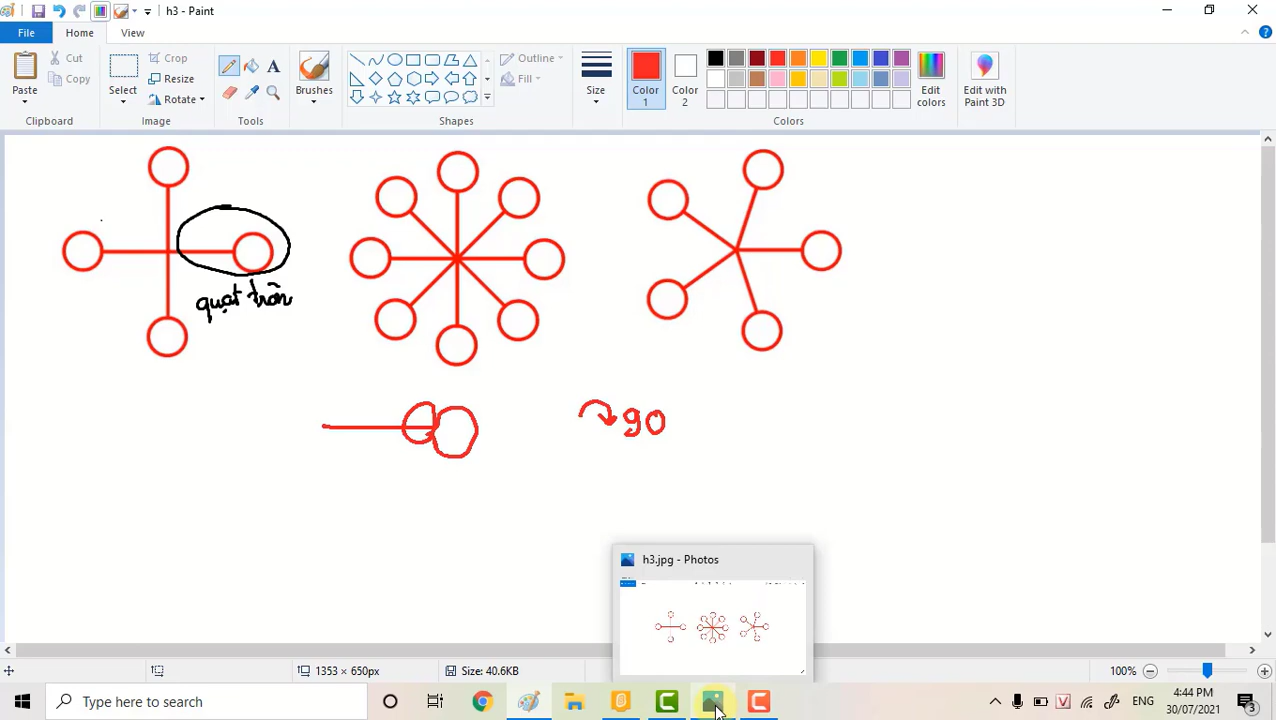 h3 - Paint
File
Home
View
Paste
Cut
Copy
Clipboard
Select
Crop
Resize
Rotate
Image
Tools
Brushes
Shapes
Outline
Fill
Size
Color 1
Color 2
Edit colors
Colors
Edit with Paint 3D
quạt tròn
90
h3.jpg - Photos
1353 × 650px
Size: 40.6KB
100%
Type here to search
ENG
4:44 PM
30/07/2021
3